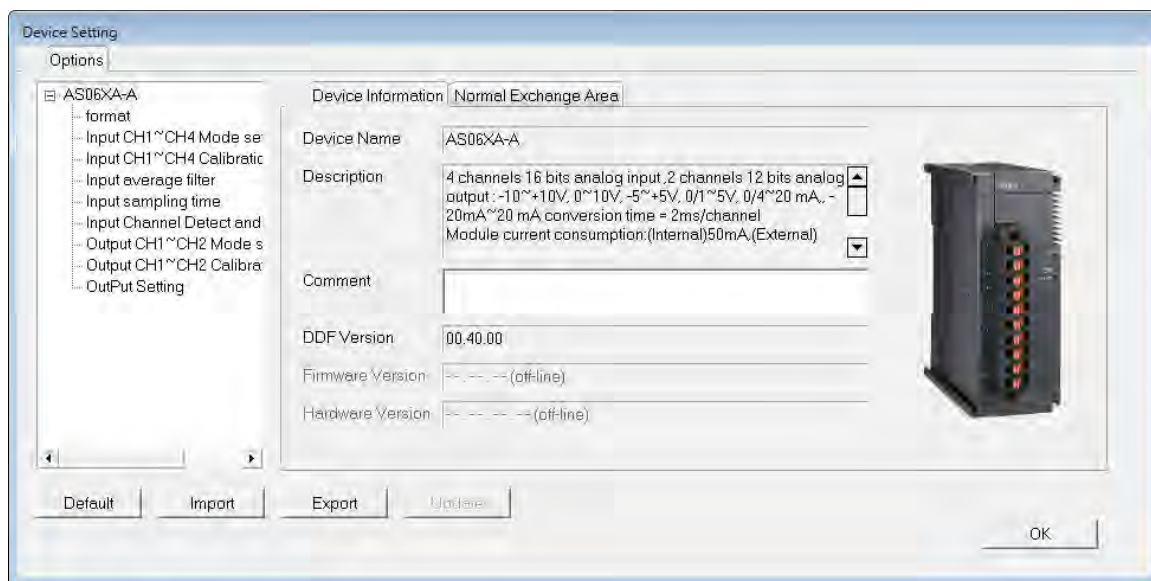 Device Setting
Options
AS06XA-A
format
Input CH1~CH4 Mode se
Input CH1~CH4 Calibratic
Input average filter
Input sampling time
Input Channel Detect and
Output CH1~CH2 Mode s
Output CH1~CH2 Calibra
OutPut Setting
Device Information
Normal Exchange Area
Device Name
AS06XA-A
Description
4 channels 16 bits analog input ,2 channels 12 bits analog
output : -10~+10V, 0~10V, -5~+5V, 0/1~5V, 0/4~20 mA, , -
20mA~20 mA conversion time = 2ms/channel
Module current consumption:(Internal)50mA,(External)
Comment
DDF Version
00.40.00
Firmware Version
--. --. -- (off-line)
Hardware Version
--. --. --. -- (off-line)
Default
Import
Export
Update
OK